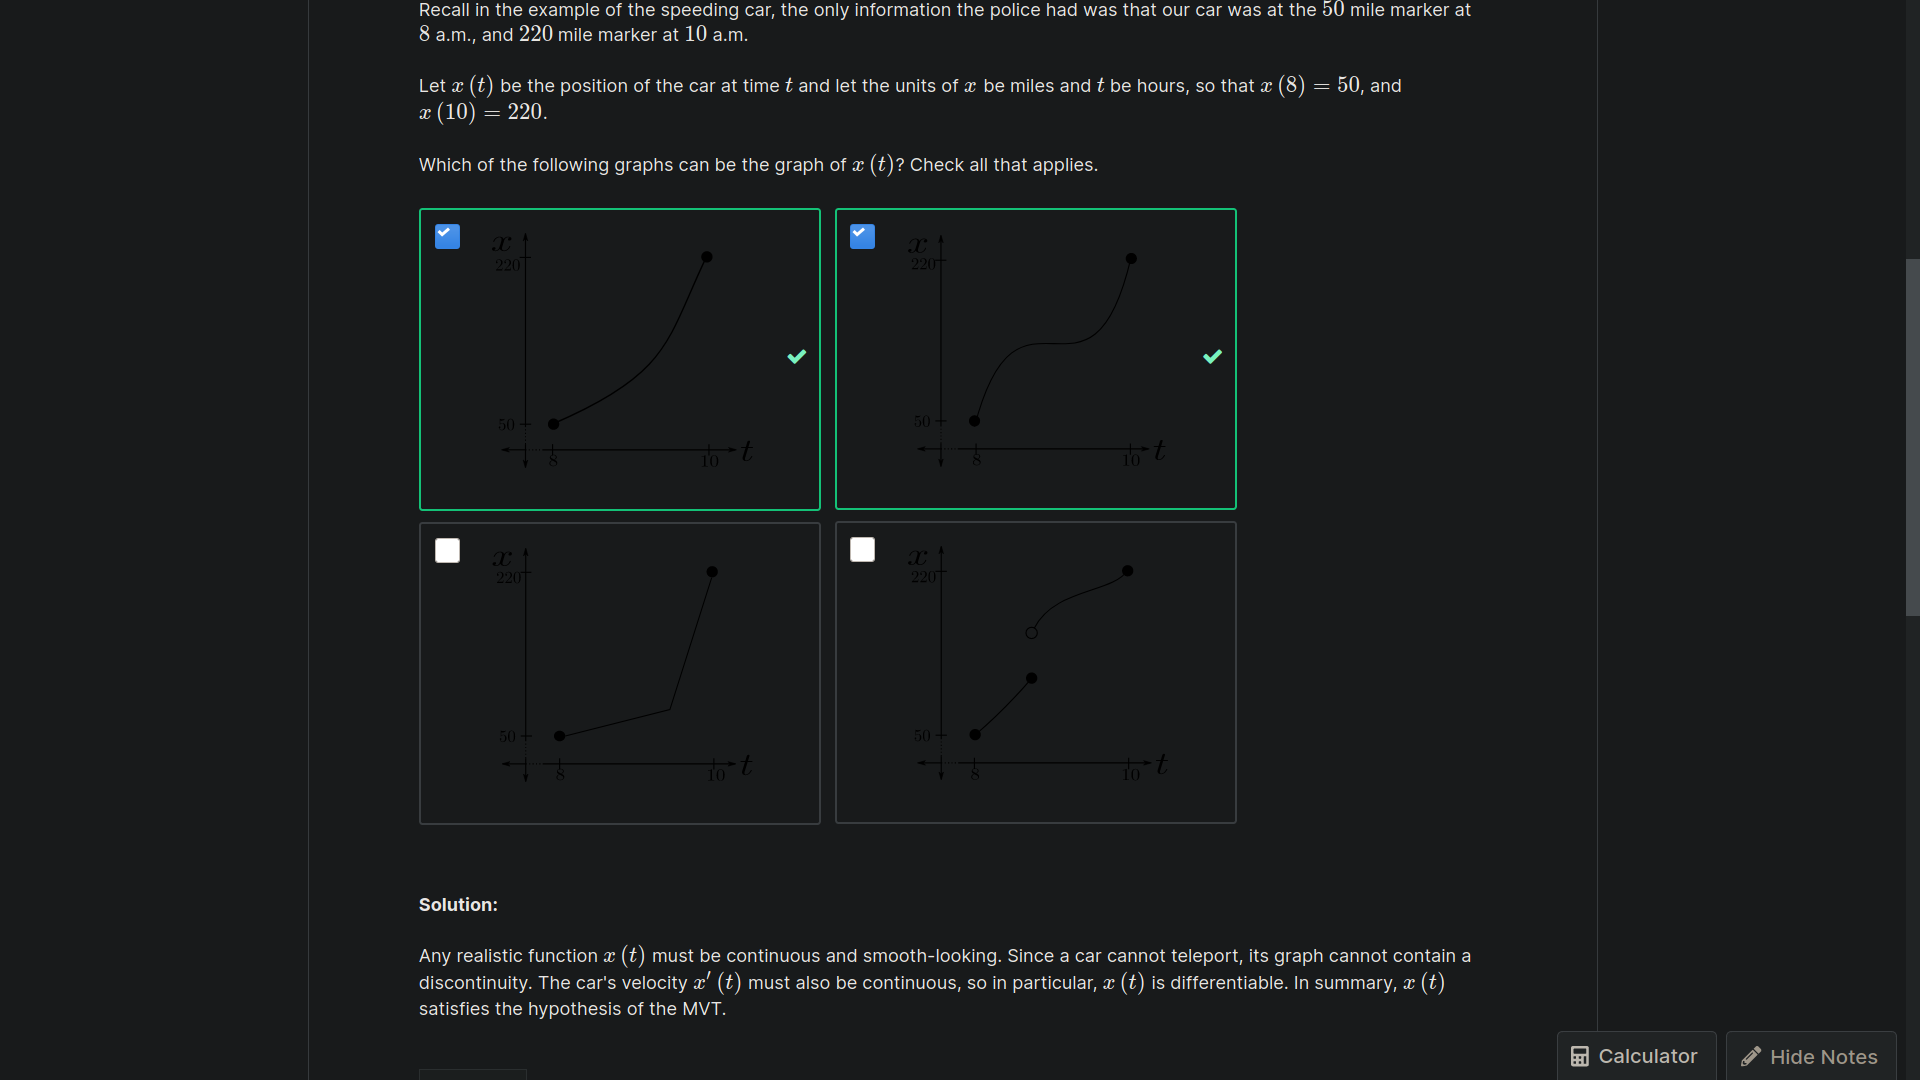 Recall in the example of the speeding car, the only information the police had was that our car was at the 50 mile marker at
8 a.m., and 220 mile marker at 10 a.m.
Let x (t) be the position of the car at time t and let the units of x be miles and t be hours, so that x (8) = 50, and
x (10) = 220.
Which of the following graphs can be the graph of x (t)? Check all that applies.
x
220
50
8
10
t
x
220
50
8
10
t
x
220
50
8
10
t
x
220
50
8
10
t
Solution:
Any realistic function x (t) must be continuous and smooth-looking. Since a car cannot teleport, its graph cannot contain a
discontinuity. The car's velocity x′ (t) must also be continuous, so in particular, x (t) is differentiable. In summary, x (t)
satisfies the hypothesis of the MVT.
Calculator
Hide Notes